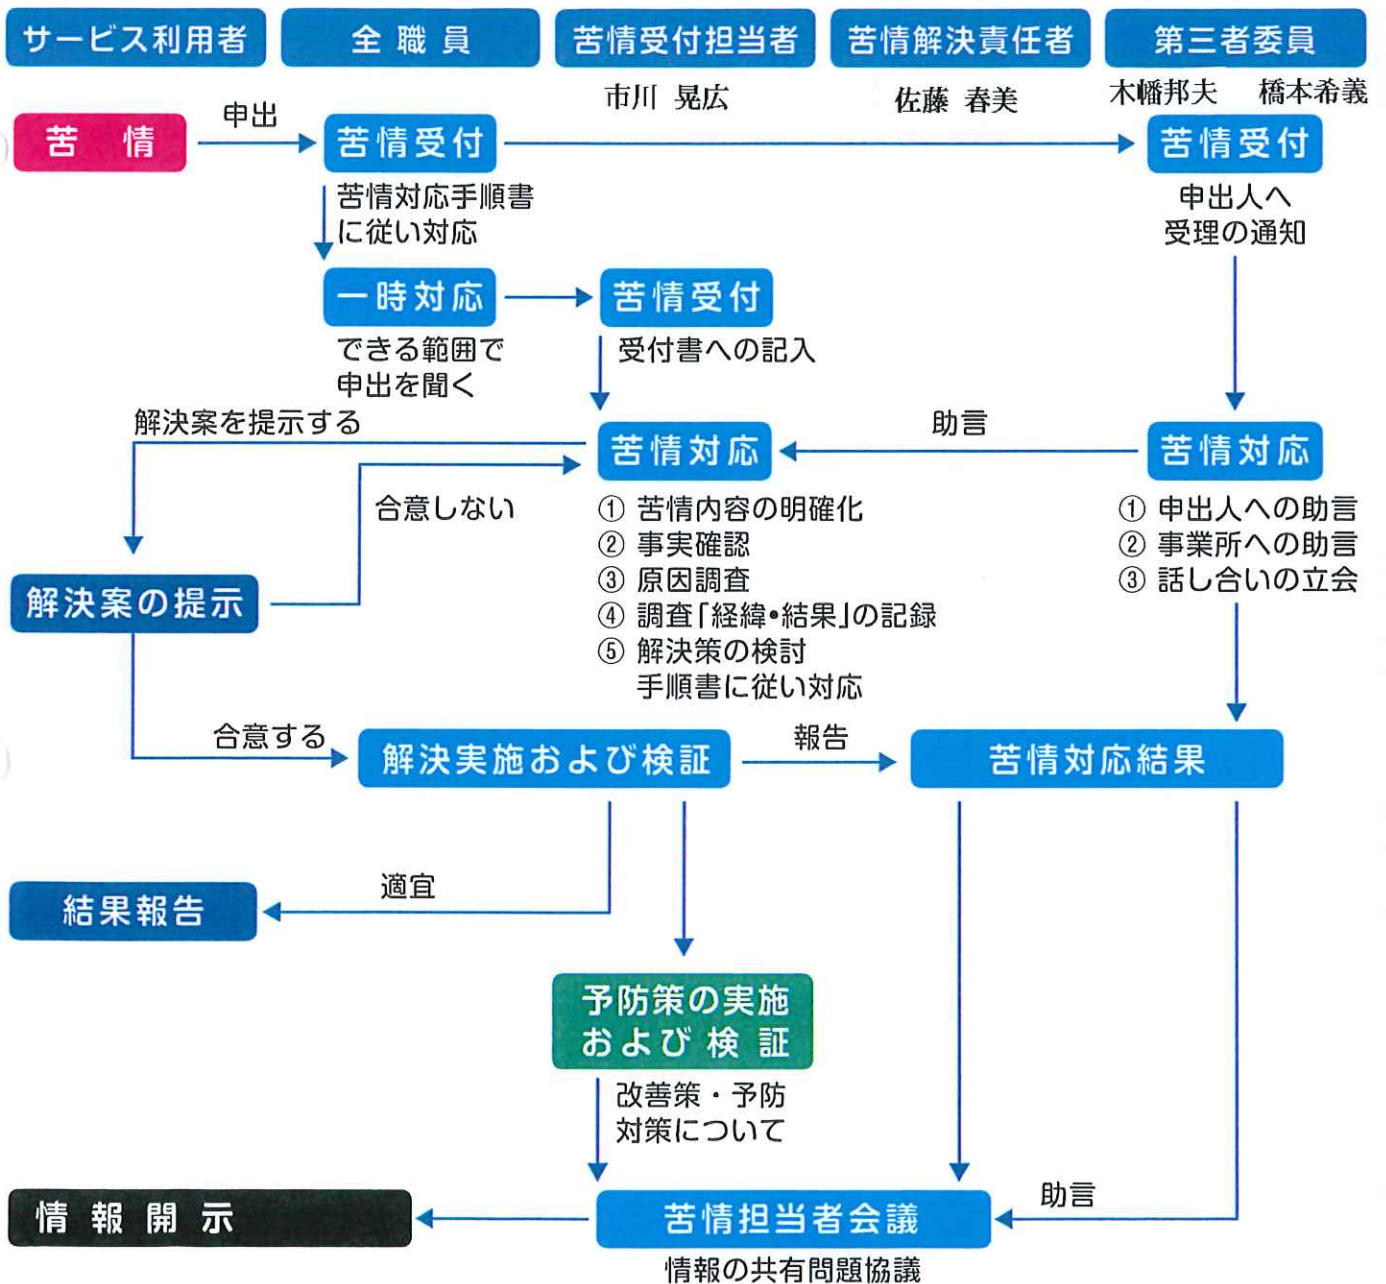 サービス利用者
全職員
苦情受付担当者
苦情解決責任者
第三者委員
市川 晃広
佐藤 春美
木幡邦夫 橋本希義
苦情
申出
苦情受付
苦情受付
苦情対応手順書
に従い対応
申出人へ
受理の通知
一時対応
苦情受付
できる範囲で
申出を聞く
受付書への記入
解決案を提示する
苦情対応
助言
苦情対応
合意しない
① 苦情内容の明確化
② 事実確認
③ 原因調査
④ 調査「経緯•結果」の記録
⑤ 解決策の検討
手順書に従い対応
① 申出人への助言
② 事業所への助言
③ 話し合いの立会
解決案の提示
合意する
解決実施および検証
報告
苦情対応結果
適宜
結果報告
予防策の実施
および検証
改善策・予防
対策について
情報開示
苦情担当者会議
助言
情報の共有問題協議